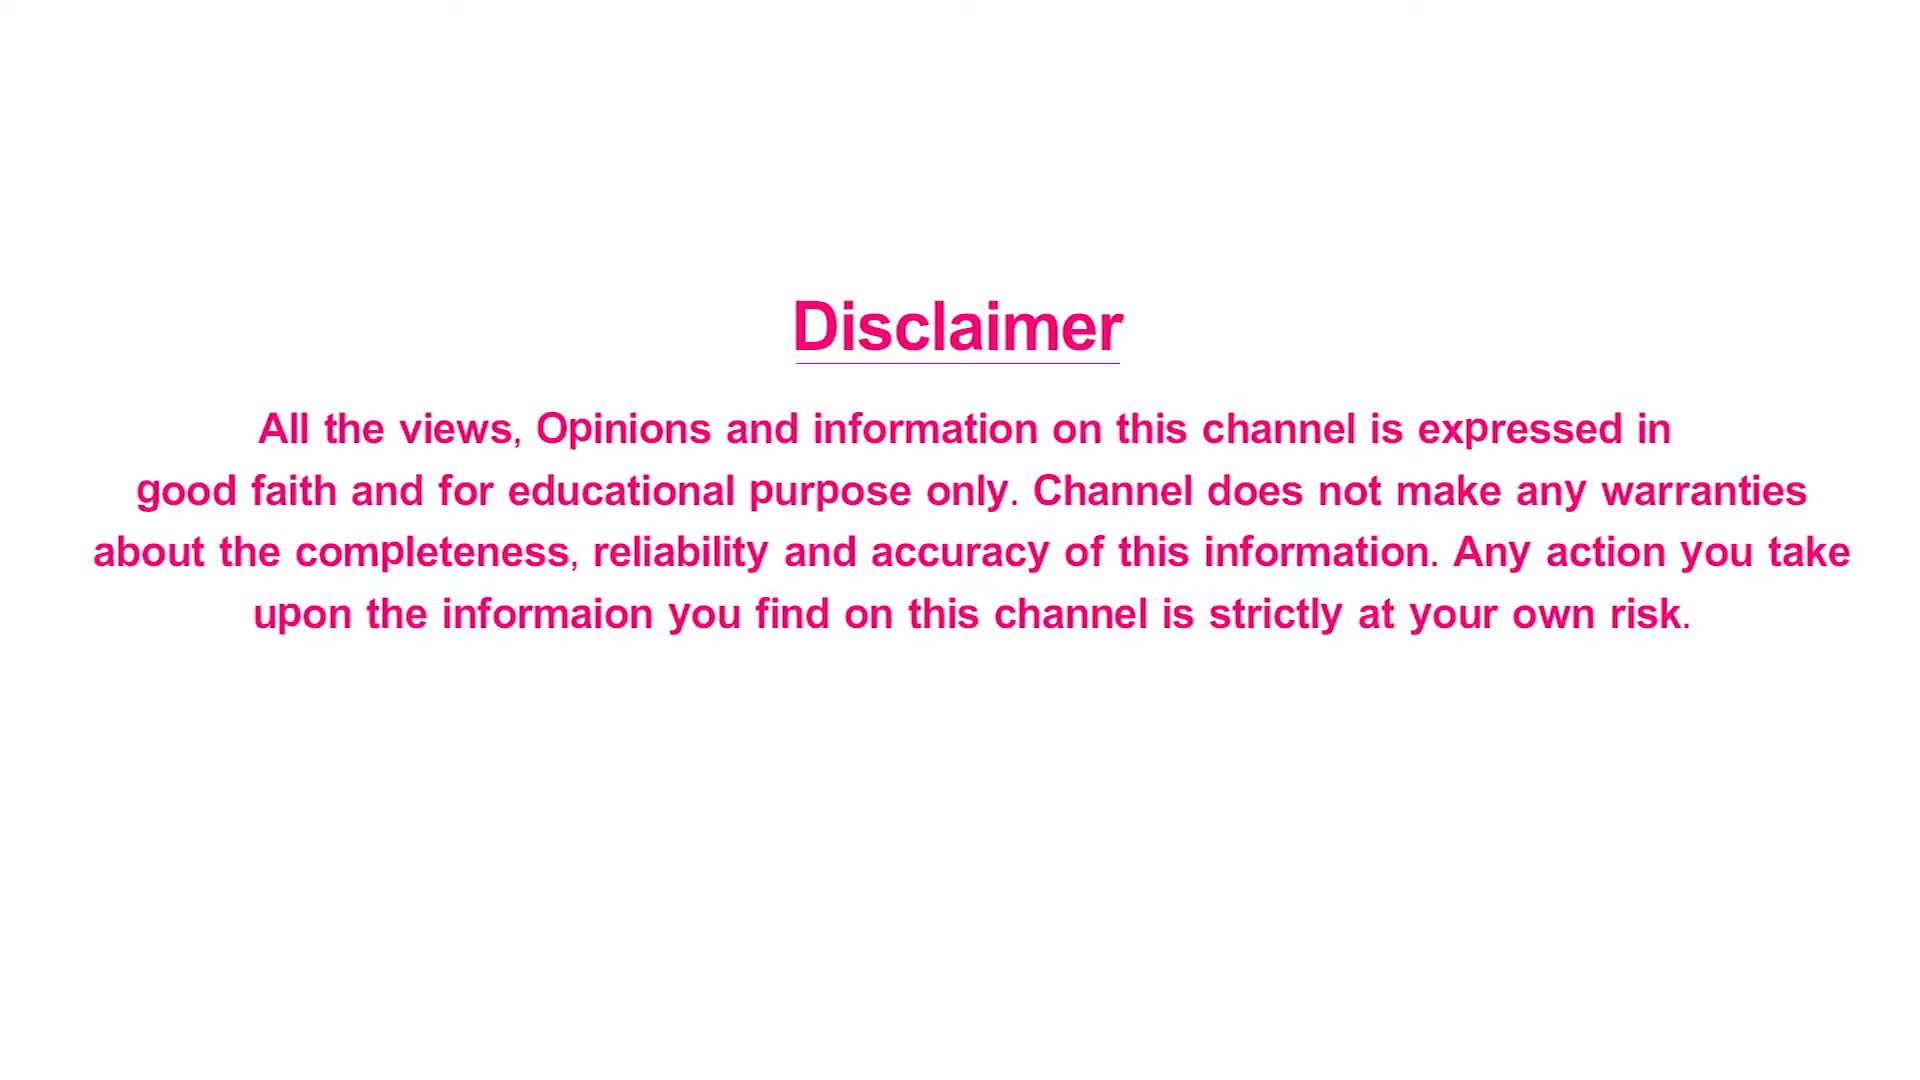 Disclaimer
All the views, Opinions and information on this channel is expressed in
good faith and for educational purpose only. Channel does not make any warranties
about the completeness, reliability and accuracy of this information. Any action you take
upon the informaion you find on this channel is strictly at your own risk.